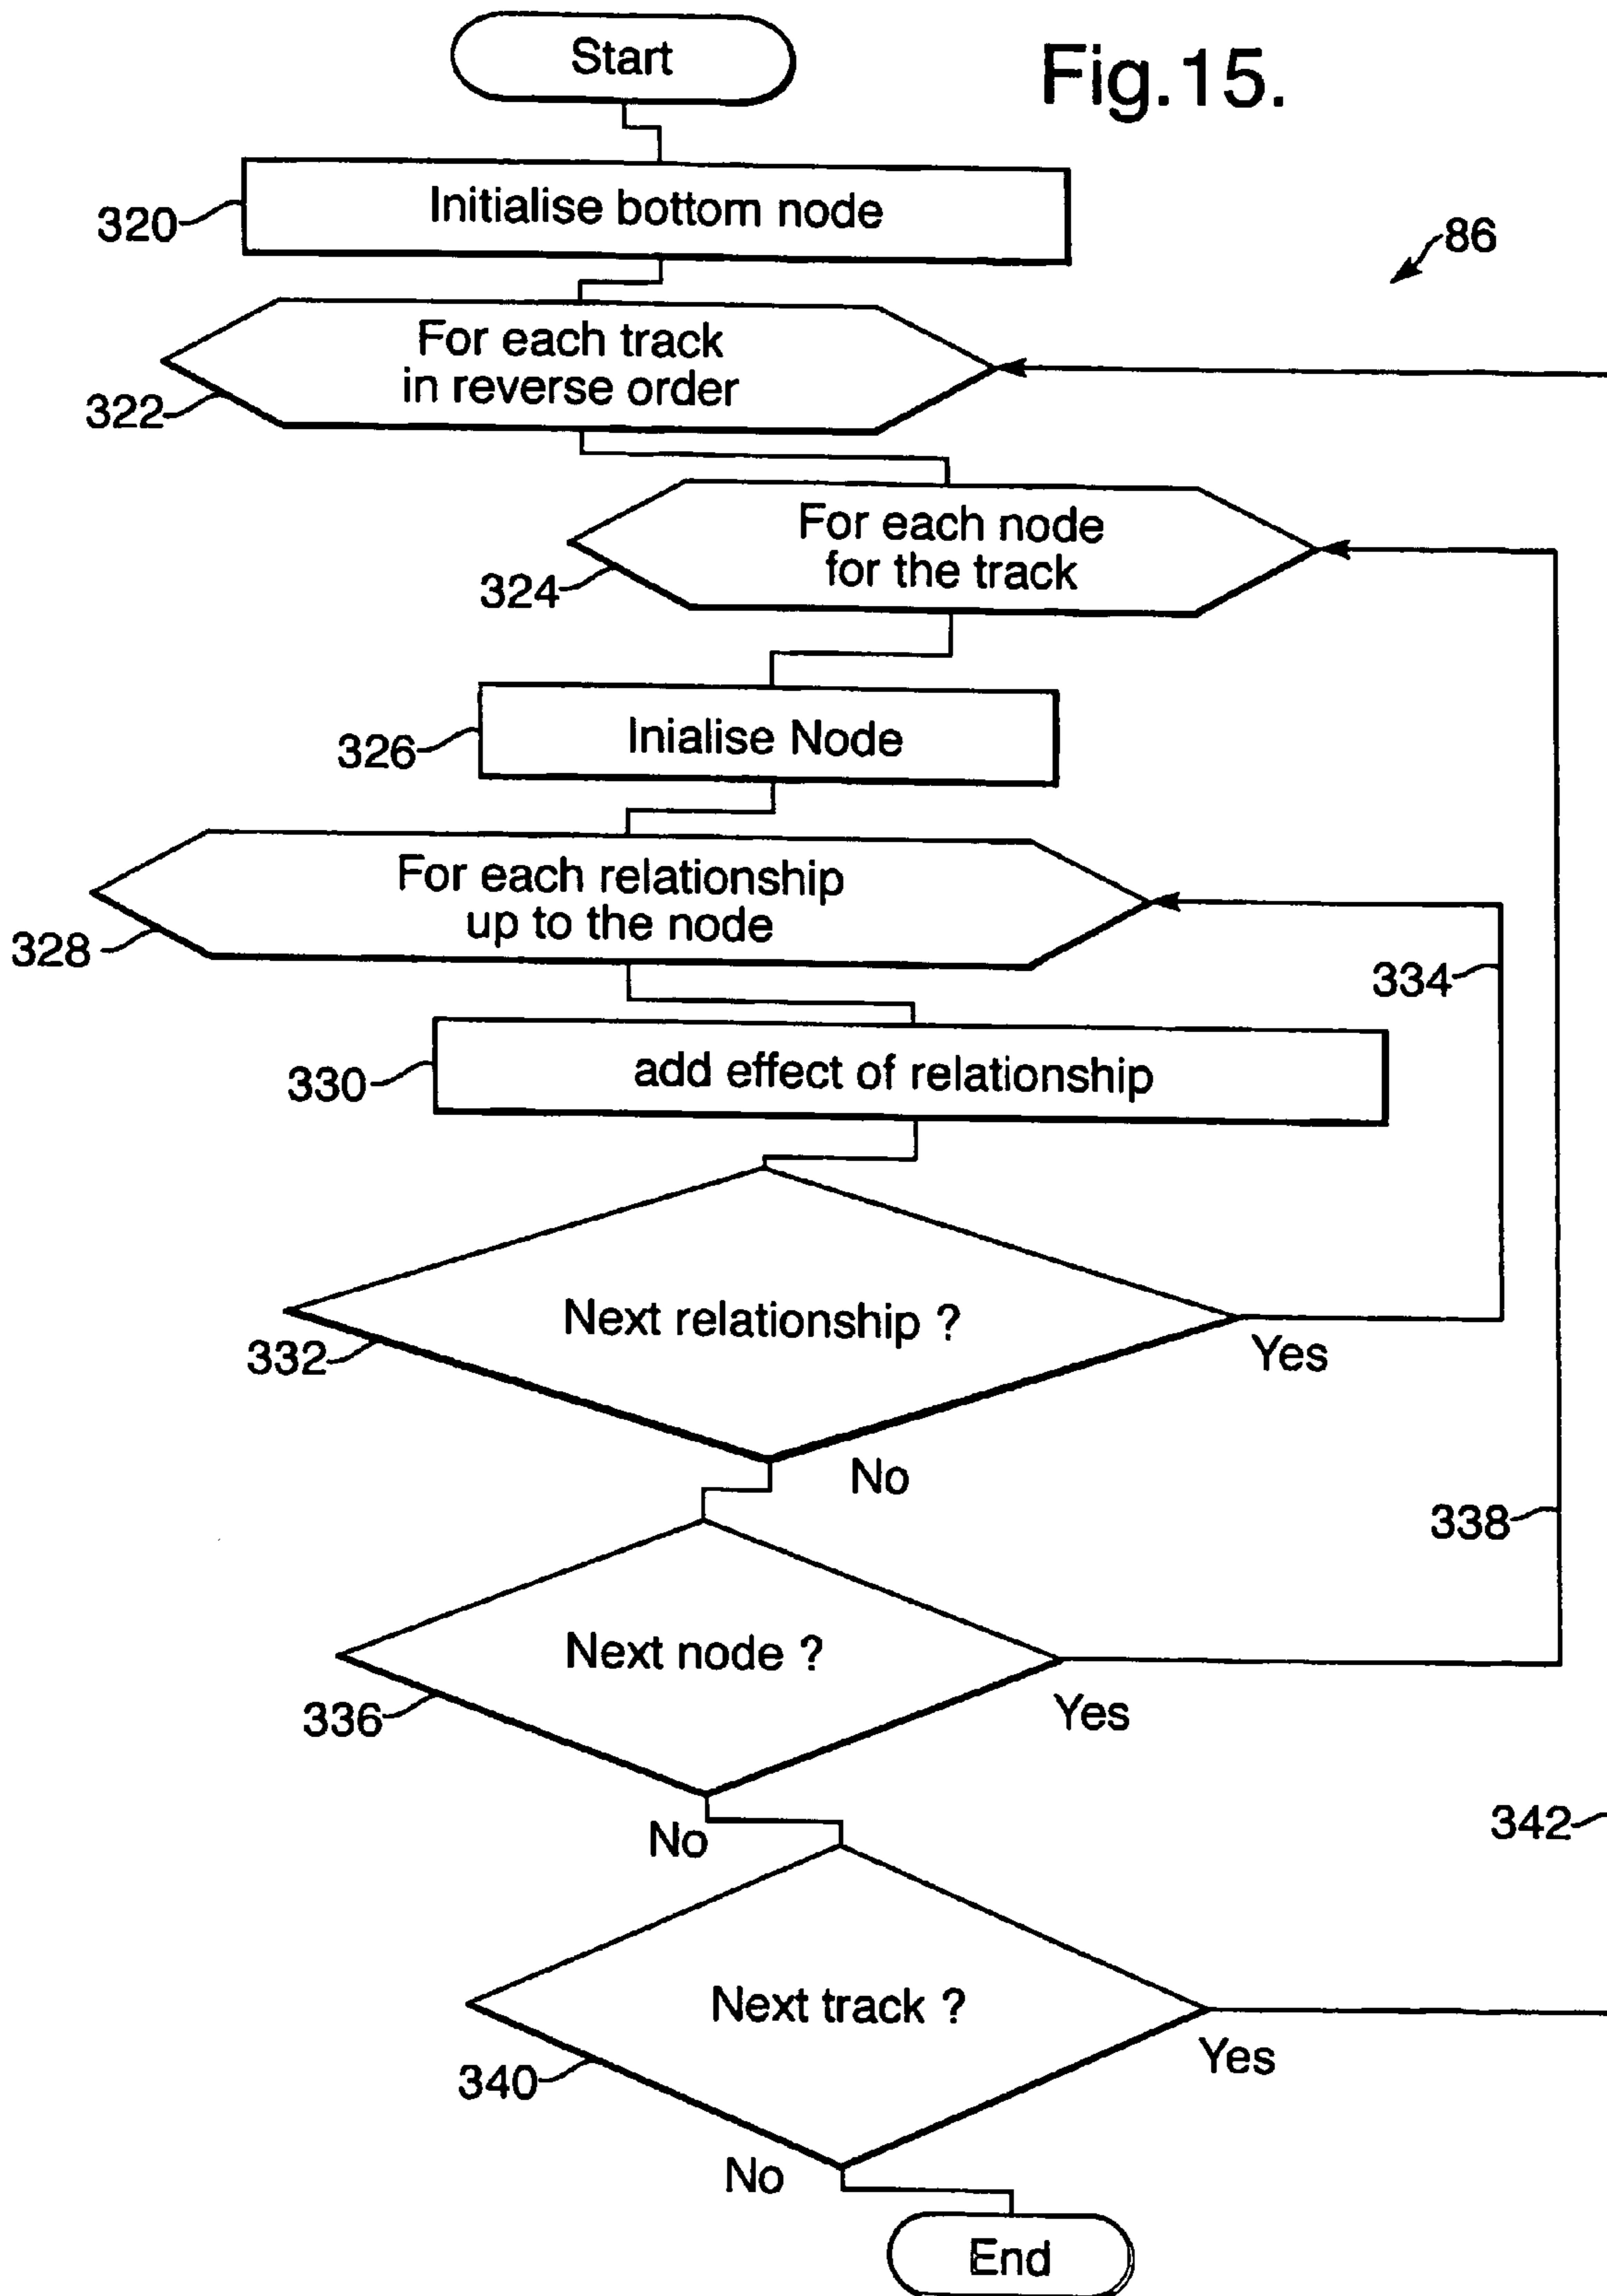 Start
Fig.15.
Initialise bottom node
320
86
For each track
in reverse order
322
For each node
for the track
324
Inialise Node
326
For each relationship
up to the node
328
334
add effect of relationship
330
Next relationship ?
332
Yes
No
338
Next node ?
336
Yes
No
342
Next track ?
340
Yes
No
End